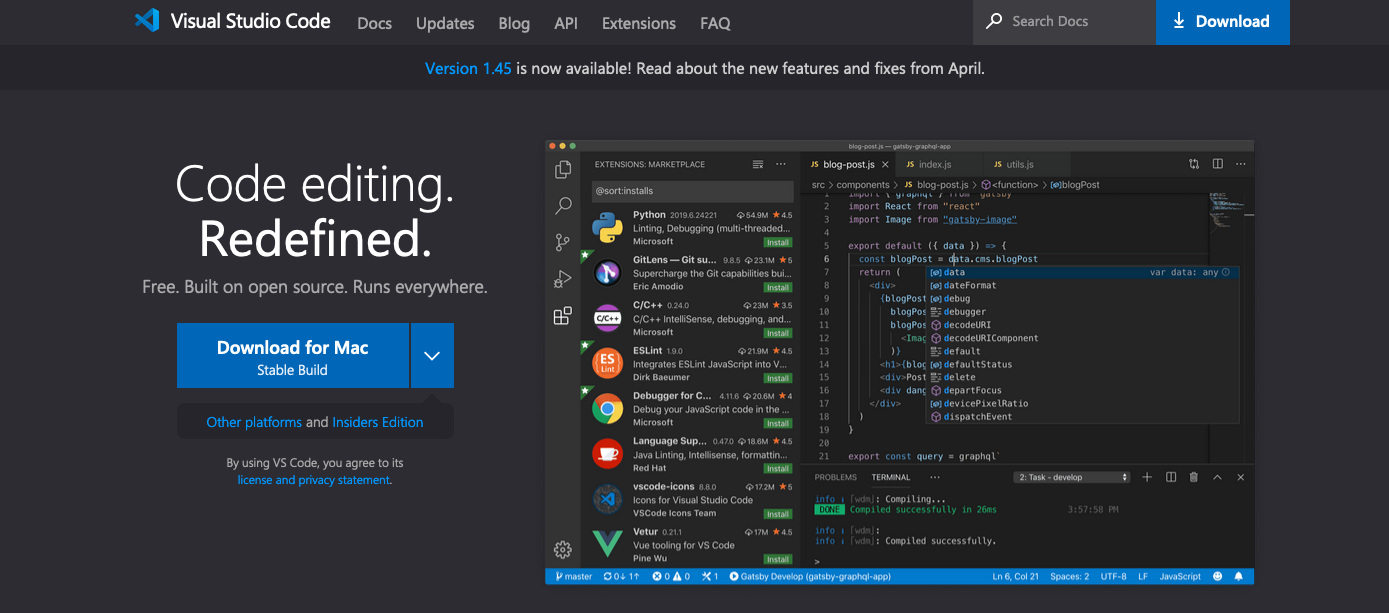 Visual Studio Code Docs Updates Blog API Extensions FAQ Search Docs Download
Version 1.45 is now available! Read about the new features and fixes from April.
Code editing.
Redefined.
Free. Built on open source. Runs everywhere.
Download for Mac
Stable Build
Other platforms and Insiders Edition
By using VS Code, you agree to its
license and privacy statement.
blog-post.js — gatsby-graphql-app
EXTENSIONS: MARKETPLACE
@sort:installs
Python 2019.6.24221 54.9M ★4.5
Linting, Debugging (multi-threaded...
Microsoft Install
GitLens — Git su... 9.8.5 23.1M ★5
Supercharge the Git capabilities bui...
Eric Amodio Install
C/C++
C/C++ 0.24.0 23M ★3.5
C/C++ IntelliSense, debugging, and...
Microsoft Install
ES
Lint
ESLint 1.9.0 21.9M ★4.5
Integrates ESLint JavaScript into V...
Dirk Baeumer Install
Debugger for C... 4.11.6 20.6M ★4
Debug your JavaScript code in the ...
Microsoft Install
Language Sup... 0.47.0 18.6M ★4.5
Java Linting, Intellisense, formattin...
Red Hat Install
vscode-icons 8.8.0 17.2M ★5
Icons for Visual Studio Code
VSCode Icons Team Install
Vetur 0.21.1 17M ★4.5
Vue tooling for VS Code
Pine Wu Install
JS blog-post.js × JS index.js JS utils.js ...
src > components > JS blog-post.js > <function> > blogPost
import { graphql } from "gatsby"
2 import React from "react"
3 import Image from "gatsby-image"
4
5 export default ({ data }) => {
6 const blogPost = data.cms.blogPost
7 return (
8 <div>
9 {blogPost
10 blogPos
11 blogPos
12 <Imag
13 )}
14 <h1>{blog
15 <div>Post
16 <div dang
17 </div>
18 )
19 }
20
21 export const query = graphql`
data var data: any
dateFormat
debug
debugger
decodeURI
decodeURIComponent
default
defaultStatus
delete
departFocus
devicePixelRatio
dispatchEvent
PROBLEMS TERMINAL ... 2: Task - develop
info : [wdm]: Compiling...
DONE Compiled successfully in 26ms 3:57:58 PM
info : [wdm]:
info : [wdm]: Compiled successfully.
>
master 0↓ 1↑ 0 0 1 Gatsby Develop (gatsby-graphql-app) Ln 6, Col 21 Spaces: 2 UTF-8 LF JavaScript